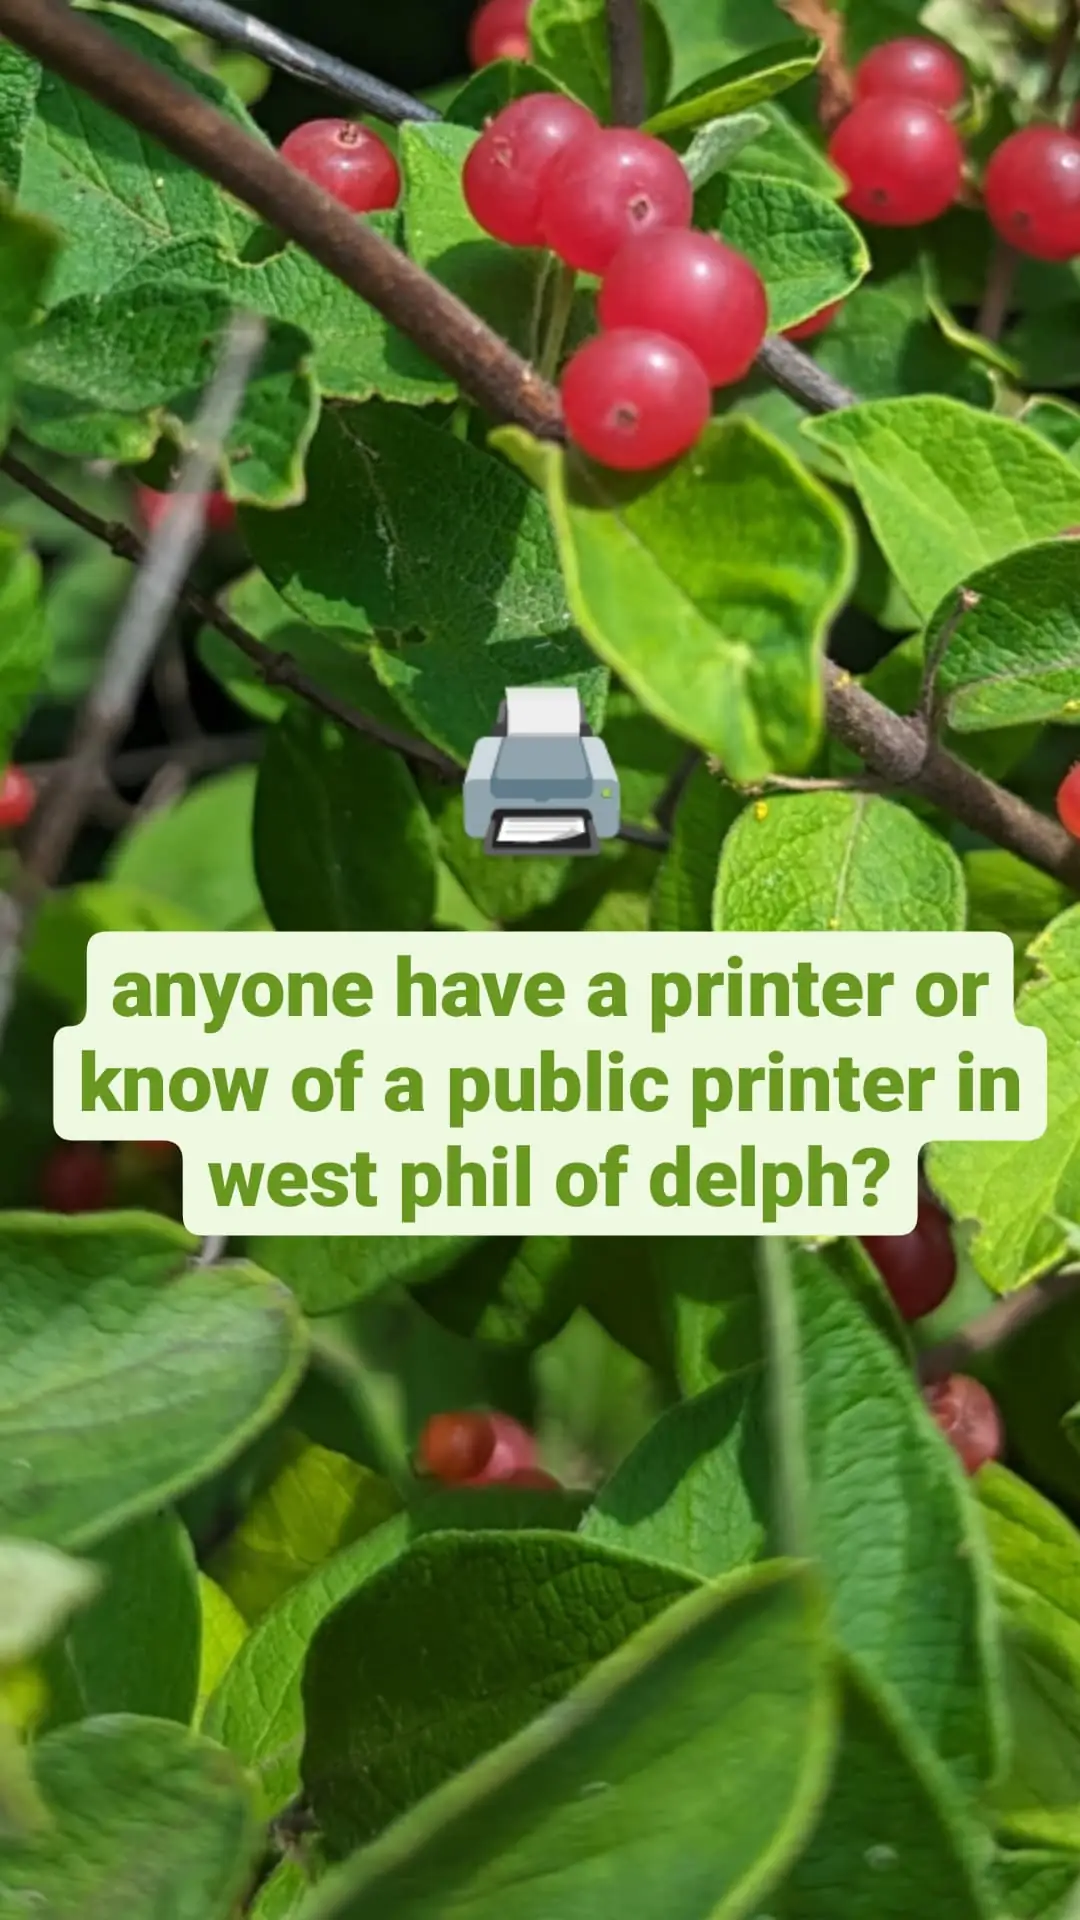 anyone have a printer or
know of a public printer in
west phil of delph?